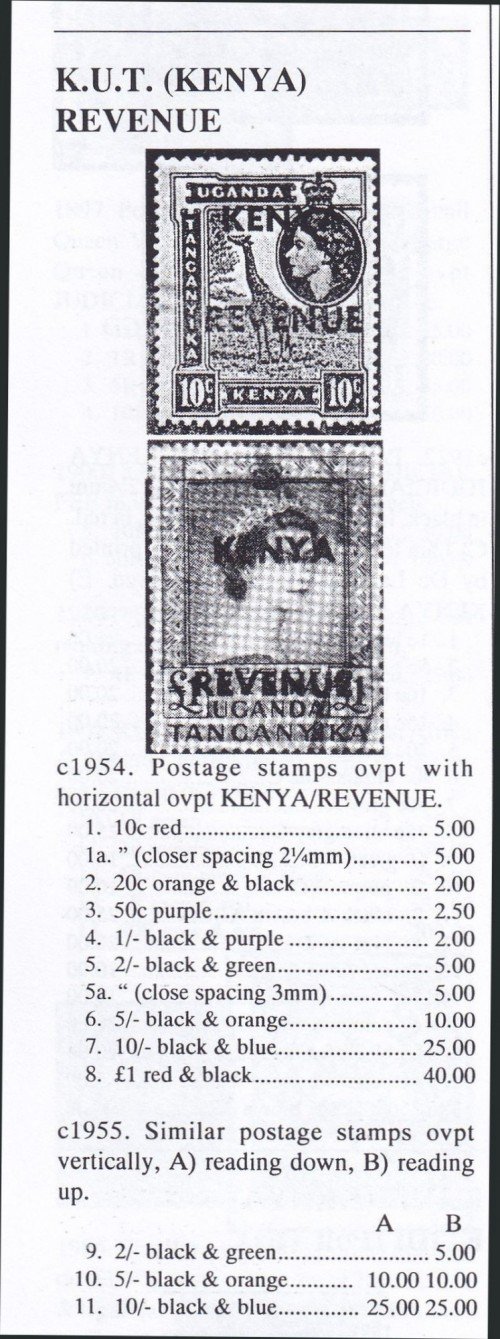 K.U.T. (KENYA)
REVENUE
UGANDA
KENYA
TANGANYIKA
REVENUE
10c KENYA 10c
KENYA
£ REVENUE £1
UGANDA
TANGANYIKA
c1954. Postage stamps ovpt with
horizontal ovpt KENYA/REVENUE.
1. 10c red................................................ 5.00
1a. ” (closer spacing 2¼mm)............... 5.00
2. 20c orange & black ......................... 2.00
3. 50c purple.......................................... 2.50
4. 1/- black & purple ........................... 2.00
5. 2/- black & green.............................. 5.00
5a. “ (close spacing 3mm).................... 5.00
6. 5/- black & orange......................... 10.00
7. 10/- black & blue............................ 25.00
8. £1 red & black................................ 40.00
c1955. Similar postage stamps ovpt
vertically, A) reading down, B) reading
up.
A B
9. 2/- black & green.............................. 5.00
10. 5/- black & orange........... 10.00 10.00
11. 10/- black & blue.............. 25.00 25.00